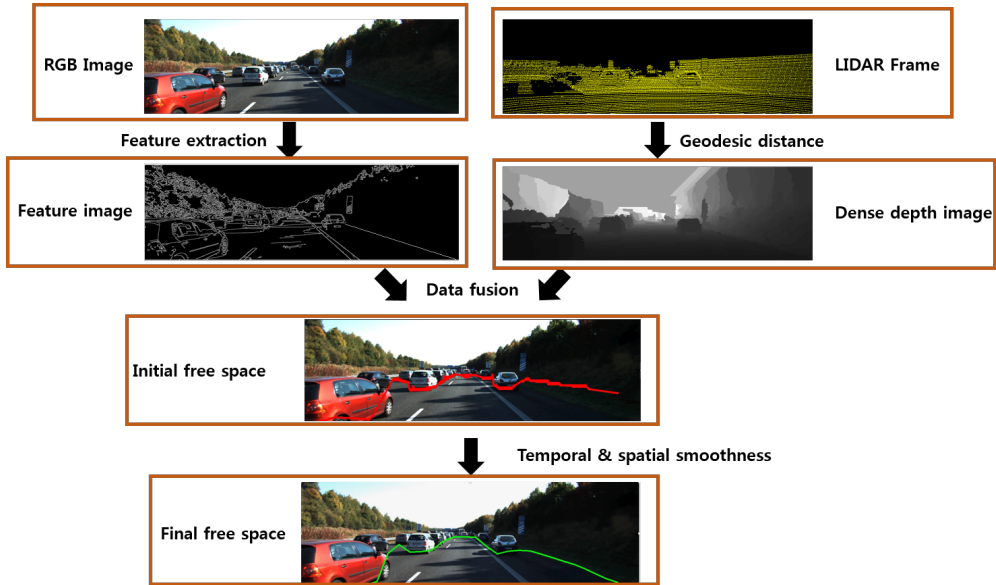 RGB Image
LIDAR Frame
Feature extraction
Geodesic distance
Feature image
Dense depth image
Data fusion
Initial free space
Temporal & spatial smoothness
Final free space